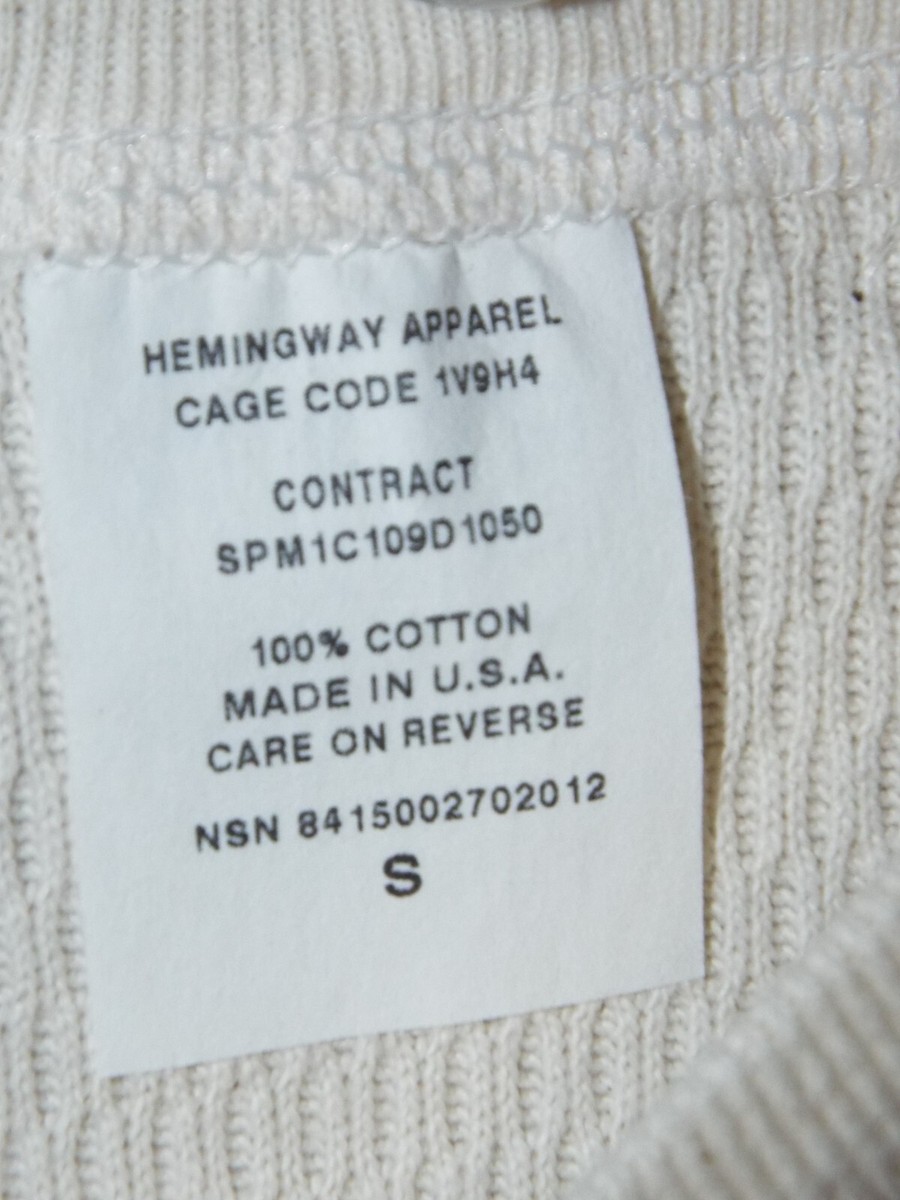 HEMINGWAY APPAREL
CAGE CODE 1V9H4
CONTRACT
SPM1C109D1050
100% COTTON
MADE IN U.S.A.
CARE ON REVERSE
NSN 8415002702012
S